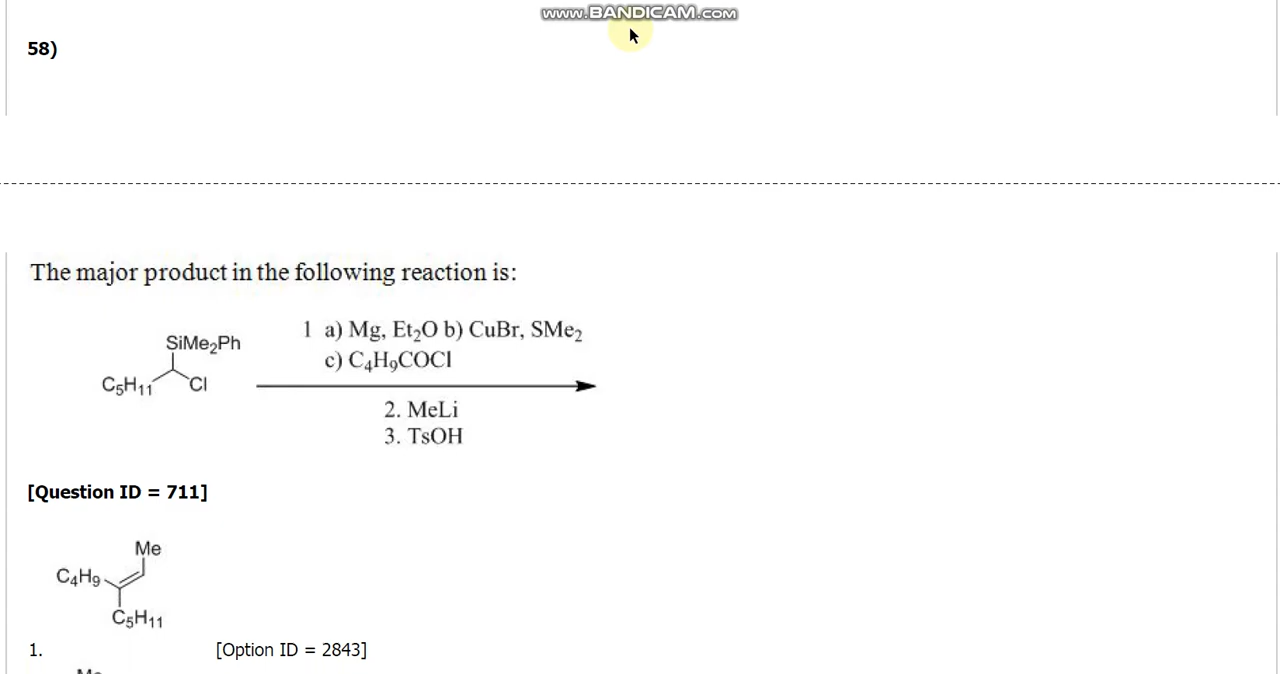 www.BANDICAM.com
58)
The major product in the following reaction is:
SiMe₂Ph
C₅H₁₁ Cl
1 a) Mg, Et₂O b) CuBr, SMe₂
c) C₄H₉COCl
2. MeLi
3. TsOH
[Question ID = 711]
Me
C₄H₉
C₅H₁₁
1. [Option ID = 2843]